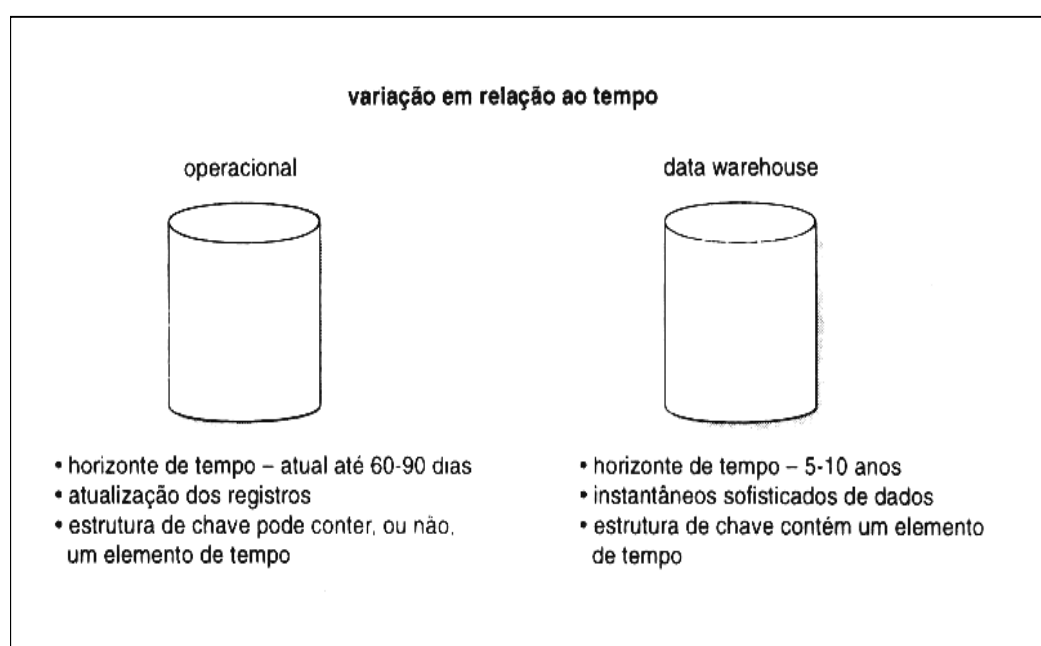 variação em relação ao tempo
operacional
data warehouse
• horizonte de tempo – atual até 60-90 dias
• atualização dos registros
• estrutura de chave pode conter, ou não,
um elemento de tempo
• horizonte de tempo – 5-10 anos
• instantâneos sofisticados de dados
• estrutura de chave contém um elemento
de tempo